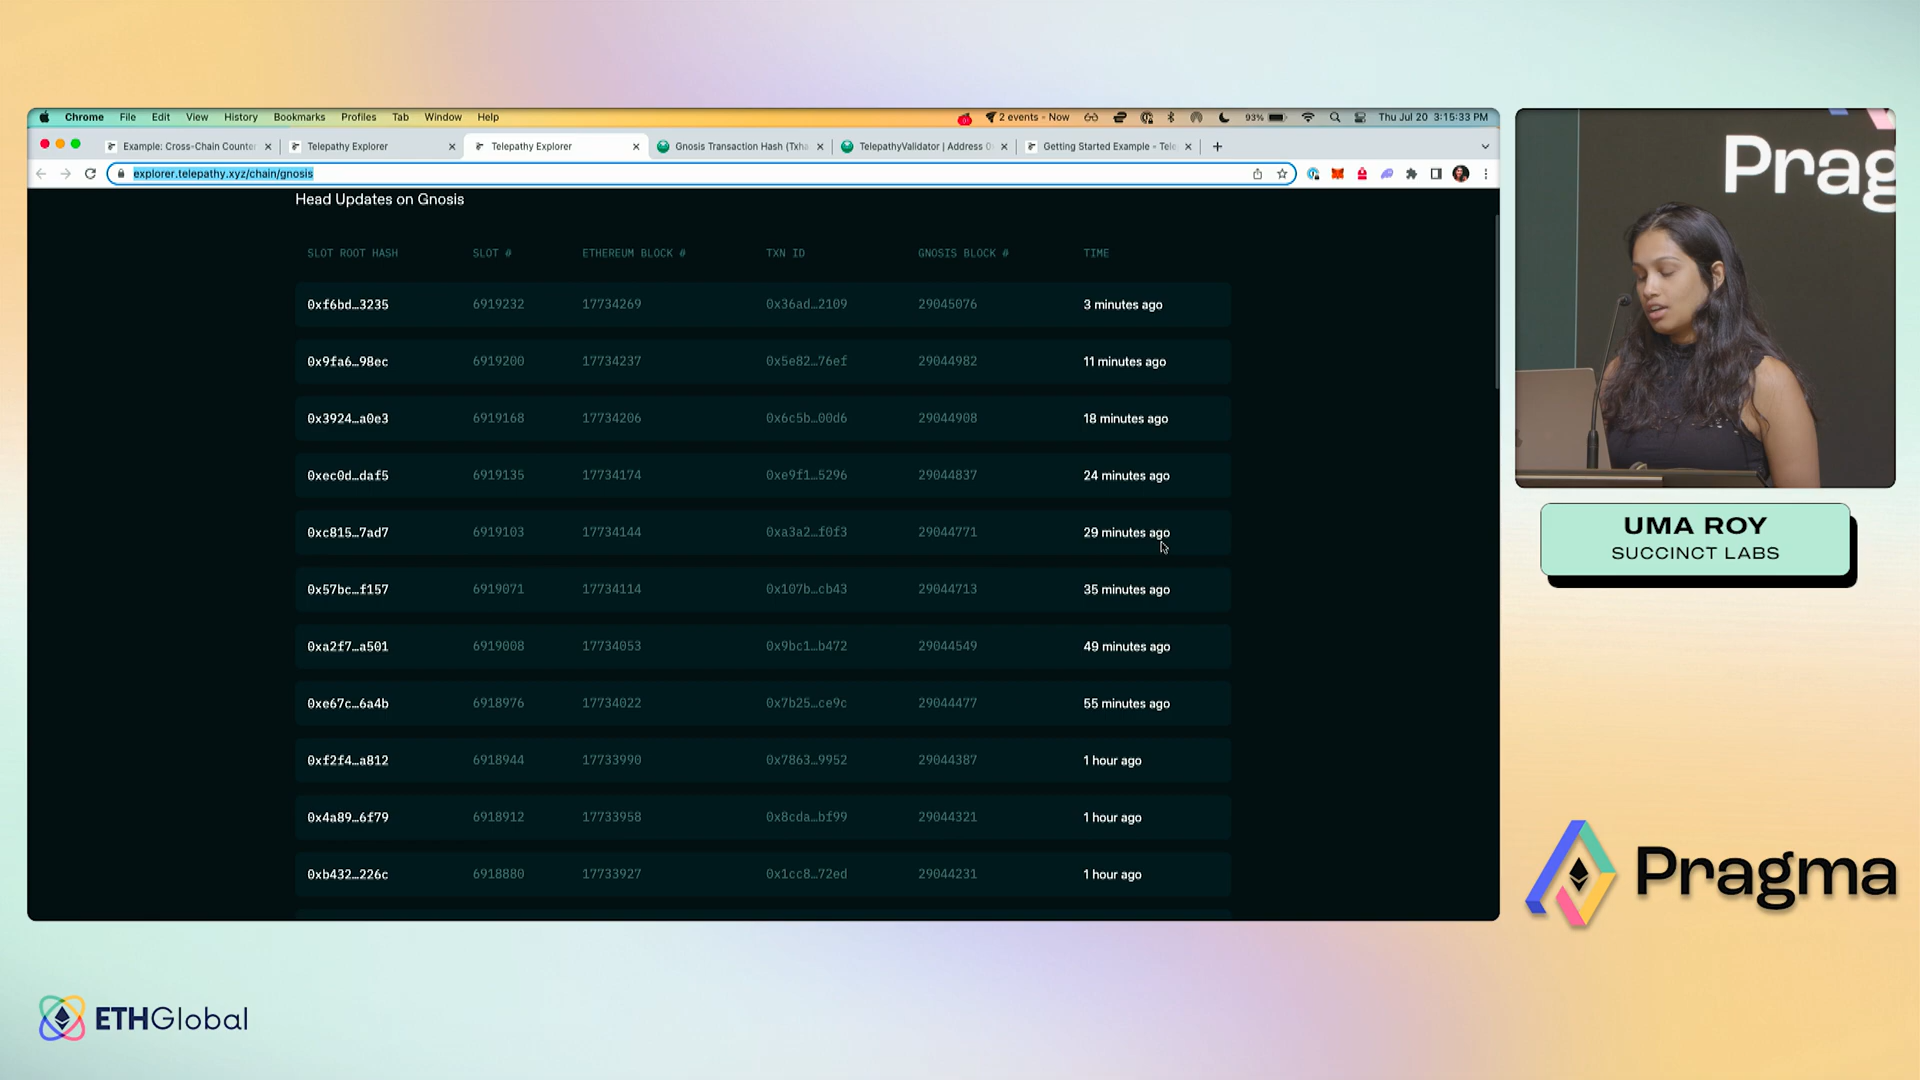 Chrome File Edit View History Bookmarks Profiles Tab Window Help 2 events - Now 93% Thu Jul 20 3:15:33 PM
Example: Cross-Chain Counter Telepathy Explorer Telepathy Explorer Gnosis Transaction Hash (Txha TelepathyValidator | Address 0 Getting Started Example - Tele
explorer.telepathy.xyz/chain/gnosis
Head Updates on Gnosis
SLOT ROOT HASH SLOT # ETHEREUM BLOCK # TXN ID GNOSIS BLOCK # TIME
0xf6bd…3235 6919232 17734269 0x36ad…2109 29045076 3 minutes ago
0x9fa6…98ec 6919200 17734237 0x5e82…76ef 29044982 11 minutes ago
0x3924…a0e3 6919168 17734206 0x6c5b…00d6 29044908 18 minutes ago
0xec0d…daf5 6919135 17734174 0xe9f1…5296 29044837 24 minutes ago
0xc815…7ad7 6919103 17734144 0xa3a2…f0f3 29044771 29 minutes ago
0x57bc…f157 6919071 17734114 0x107b…cb43 29044713 35 minutes ago
0xa2f7…a501 6919008 17734053 0x9bc1…b472 29044549 49 minutes ago
0xe67c…6a4b 6918976 17734022 0x7b25…ce9c 29044477 55 minutes ago
0xf2f4…a812 6918944 17733990 0x7863…9952 29044387 1 hour ago
0x4a89…6f79 6918912 17733958 0x8cda…bf99 29044321 1 hour ago
0xb432…226c 6918880 17733927 0x1cc8…72ed 29044231 1 hour ago
Prag
UMA ROY
SUCCINCT LABS
Pragma
ETHGlobal